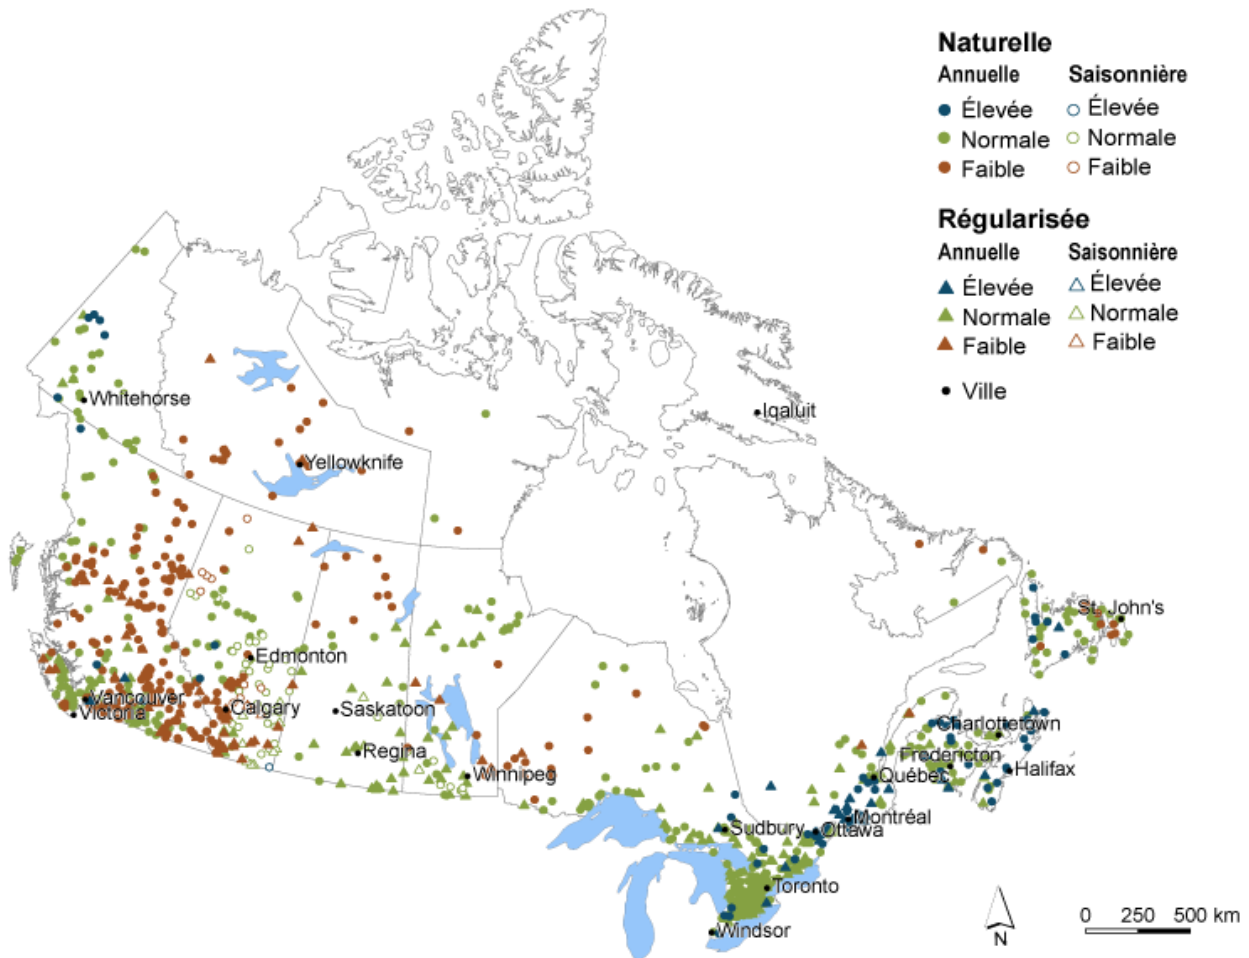 Naturelle
Annuelle Saisonnière
Élevée Élevée
Normale Normale
Faible Faible
Régularisée
Annuelle Saisonnière
Élevée Élevée
Normale Normale
Faible Faible
Ville
Whitehorse
Iqaluit
Yellowknife
St. John's
Edmonton
Vancouver
Victoria
Calgary
Saskatoon
Charlottetown
Regina
Fredericton
Winnipeg
Québec
Halifax
Sudbury
Ottawa
Montréal
Toronto
Windsor
N
0 250 500 km